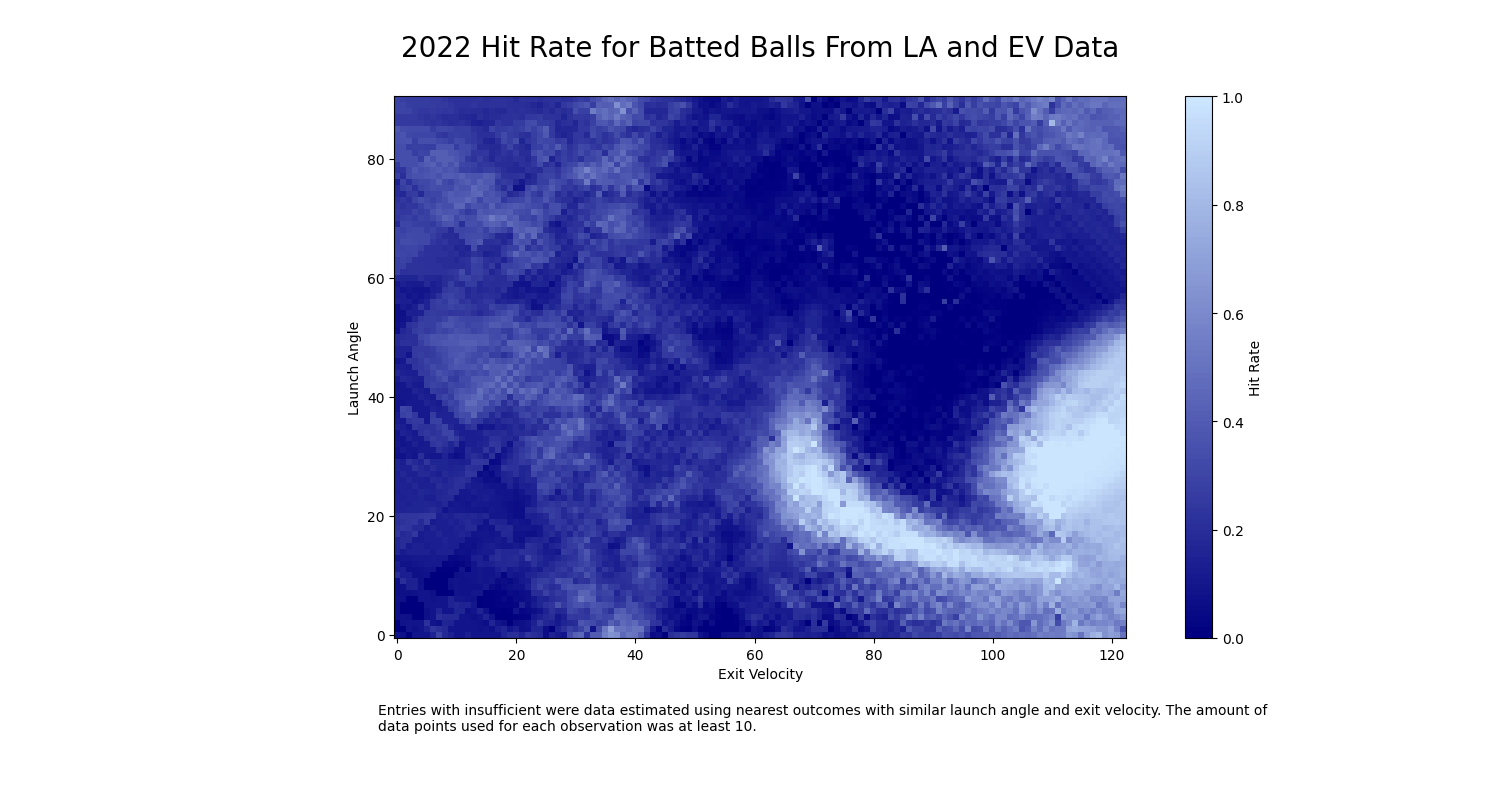 2022 Hit Rate for Batted Balls From LA and EV Data
1.0
80
0.8
60
0.6
Launch Angle
Hit Rate
40
0.4
20
0.2
0
0.0
0 20 40 60 80 100 120
Exit Velocity
Entries with insufficient were data estimated using nearest outcomes with similar launch angle and exit velocity. The amount of
data points used for each observation was at least 10.